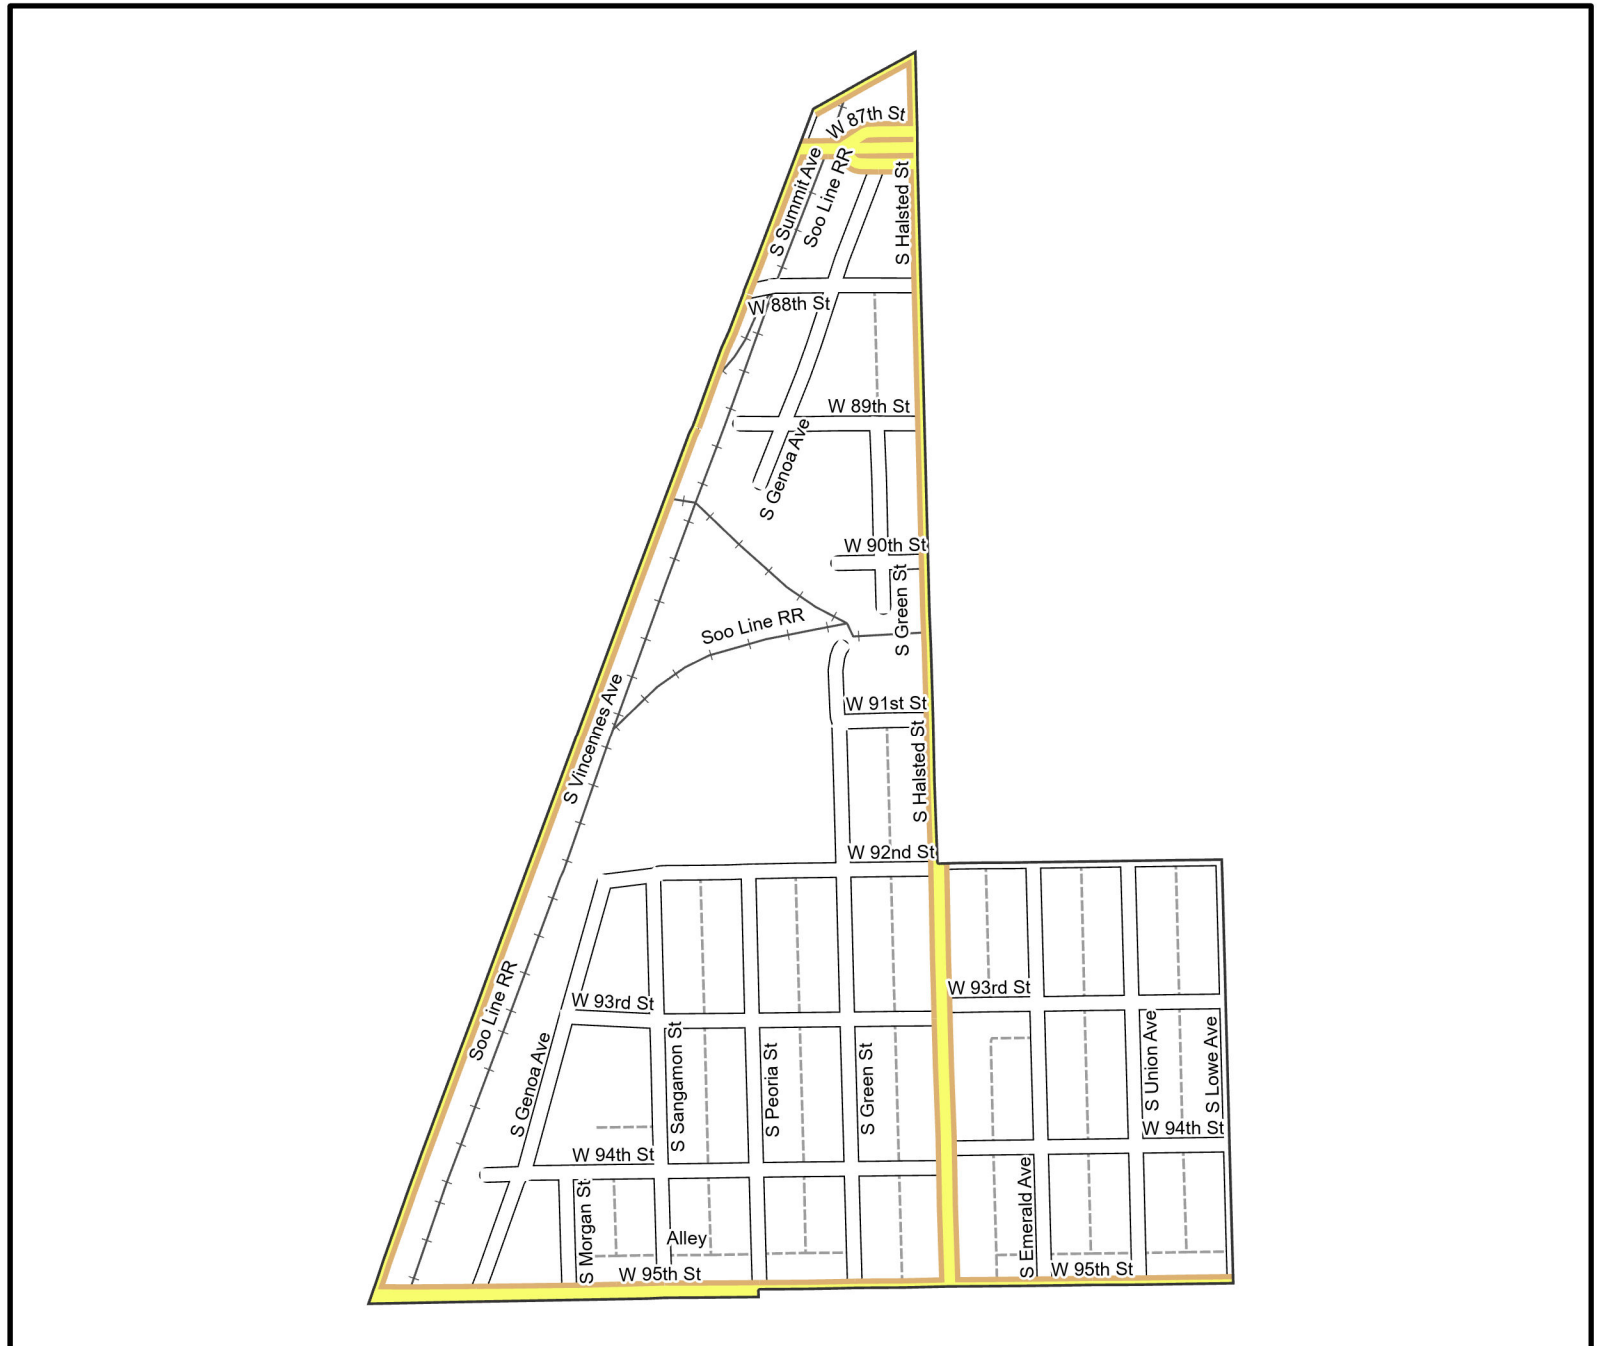 W 87th St
S Summit Ave
Soo Line RR
S Halsted St
W 88th St
W 89th St
S Genoa Ave
W 90th St
S Green St
Soo Line RR
S Vincennes Ave
W 91st St
S Halsted St
W 92nd St
W 93rd St
W 93rd St
Soo Line RR
S Genoa Ave
S Sangamon St
S Peoria St
S Green St
S Union Ave
S Lowe Ave
W 94th St
W 94th St
S Morgan St
Alley
S Emerald Ave
W 95th St
W 95th St